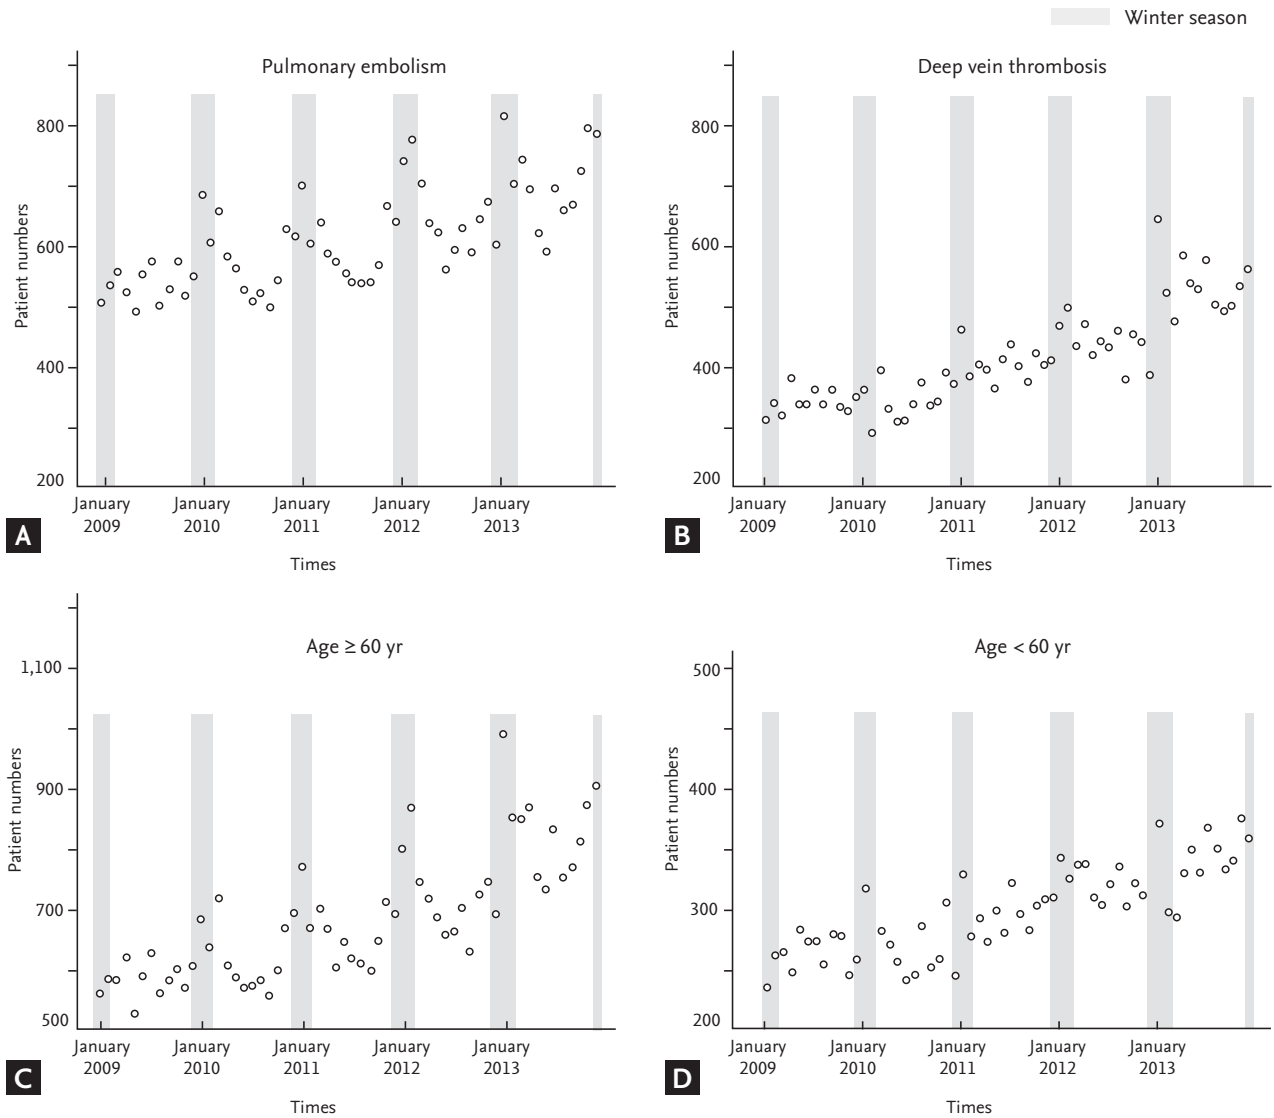 Winter season
Pulmonary embolism
Patient numbers
800
600
400
200
January 2009
January 2010
January 2011
January 2012
January 2013
A
Times
Deep vein thrombosis
Patient numbers
800
600
400
200
January 2009
January 2010
January 2011
January 2012
January 2013
B
Times
Age ≥ 60 yr
Patient numbers
1,100
900
700
500
January 2009
January 2010
January 2011
January 2012
January 2013
C
Times
Age < 60 yr
Patient numbers
500
400
300
200
January 2009
January 2010
January 2011
January 2012
January 2013
D
Times